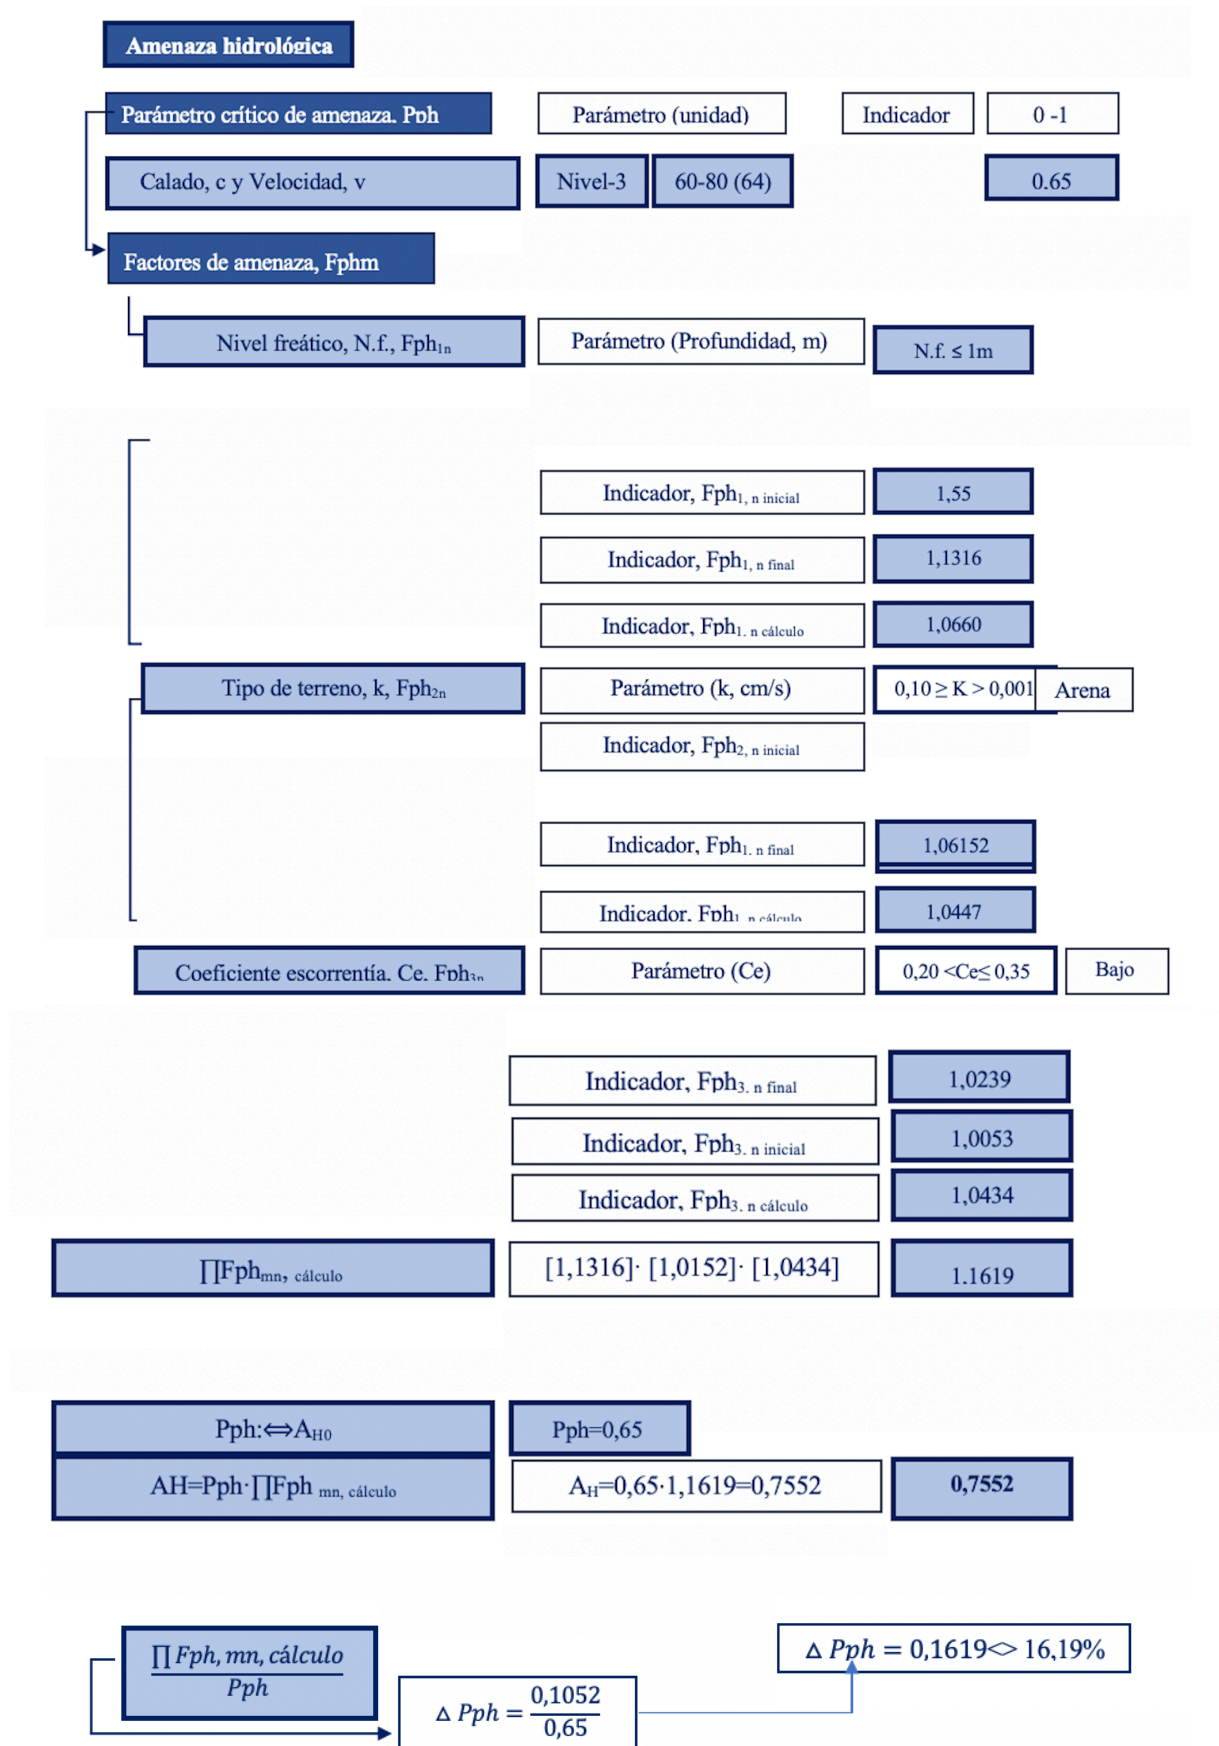 Amenaza hidrológica
Parámetro crítico de amenaza. Pph Parámetro (unidad) Indicador 0 -1
Calado, c y Velocidad, v Nivel-3 60-80 (64) 0.65
Factores de amenaza, Fphm
Nivel freático, N.f., Fph1n Parámetro (Profundidad, m) N.f. ≤ 1m
Indicador, Fph1, n inicial 1,55
Indicador, Fph1, n final 1,1316
Indicador, Fph1. n cálculo 1,0660
Tipo de terreno, k, Fph2n Parámetro (k, cm/s) 0,10 ≥ K > 0,001 Arena
Indicador, Fph2, n inicial
Indicador, Fph1. n final 1,06152
Indicador. Fph1. n cálculo 1,0447
Coeficiente escorrentía. Ce. Fph3n Parámetro (Ce) 0,20 <Ce≤ 0,35 Bajo
Indicador, Fph3. n final 1,0239
Indicador, Fph3. n inicial 1,0053
Indicador, Fph3. n cálculo 1,0434
∏Fphmn, cálculo [1,1316]· [1,0152]· [1,0434] 1.1619
Pph:⇔AH0 Pph=0,65
AH=Pph·∏Fph mn, cálculo AH=0,65·1,1619=0,7552 0,7552
∏ Fph, mn, cálculo
Pph
△ Pph = 0,1619<> 16,19%
△ Pph = 0,1052
0,65